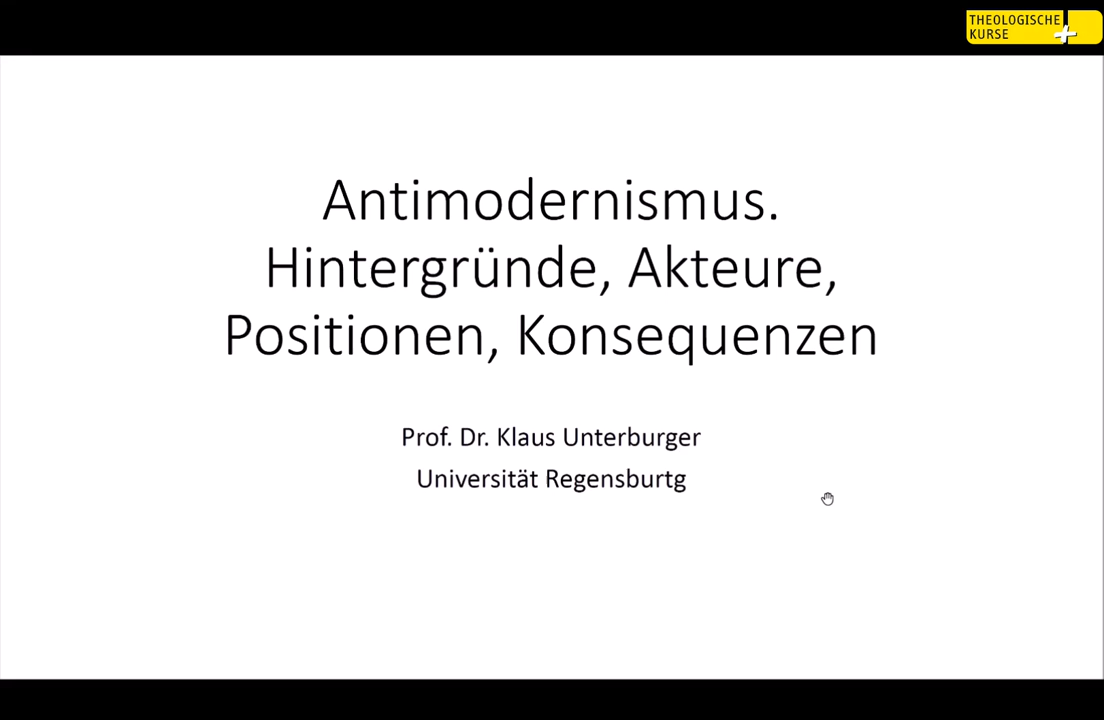 THEOLOGISCHE
KURSE
Antimodernismus.
Hintergründe, Akteure,
Positionen, Konsequenzen
Prof. Dr. Klaus Unterburger
Universität Regensburtg